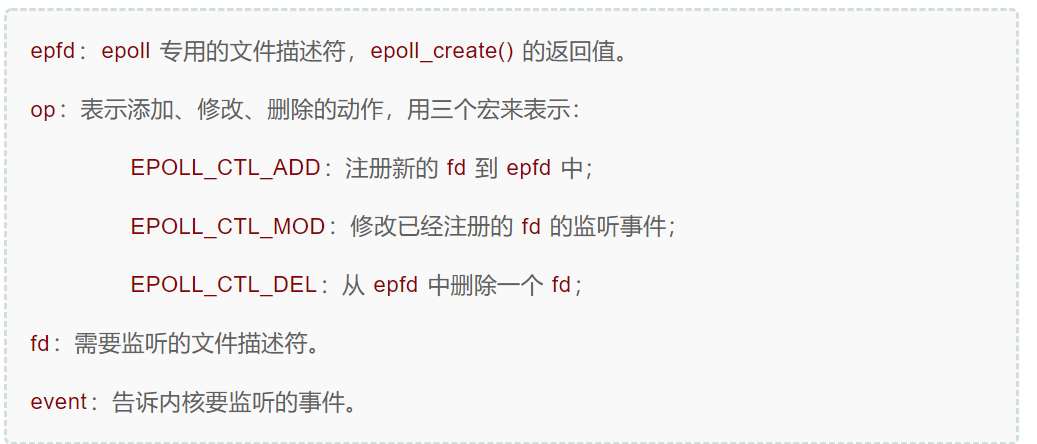 epfd：epoll 专用的文件描述符，epoll_create() 的返回值。
op：表示添加、修改、删除的动作，用三个宏来表示：
EPOLL_CTL_ADD：注册新的 fd 到 epfd 中；
EPOLL_CTL_MOD：修改已经注册的 fd 的监听事件；
EPOLL_CTL_DEL：从 epfd 中删除一个 fd；
fd：需要监听的文件描述符。
event：告诉内核要监听的事件。